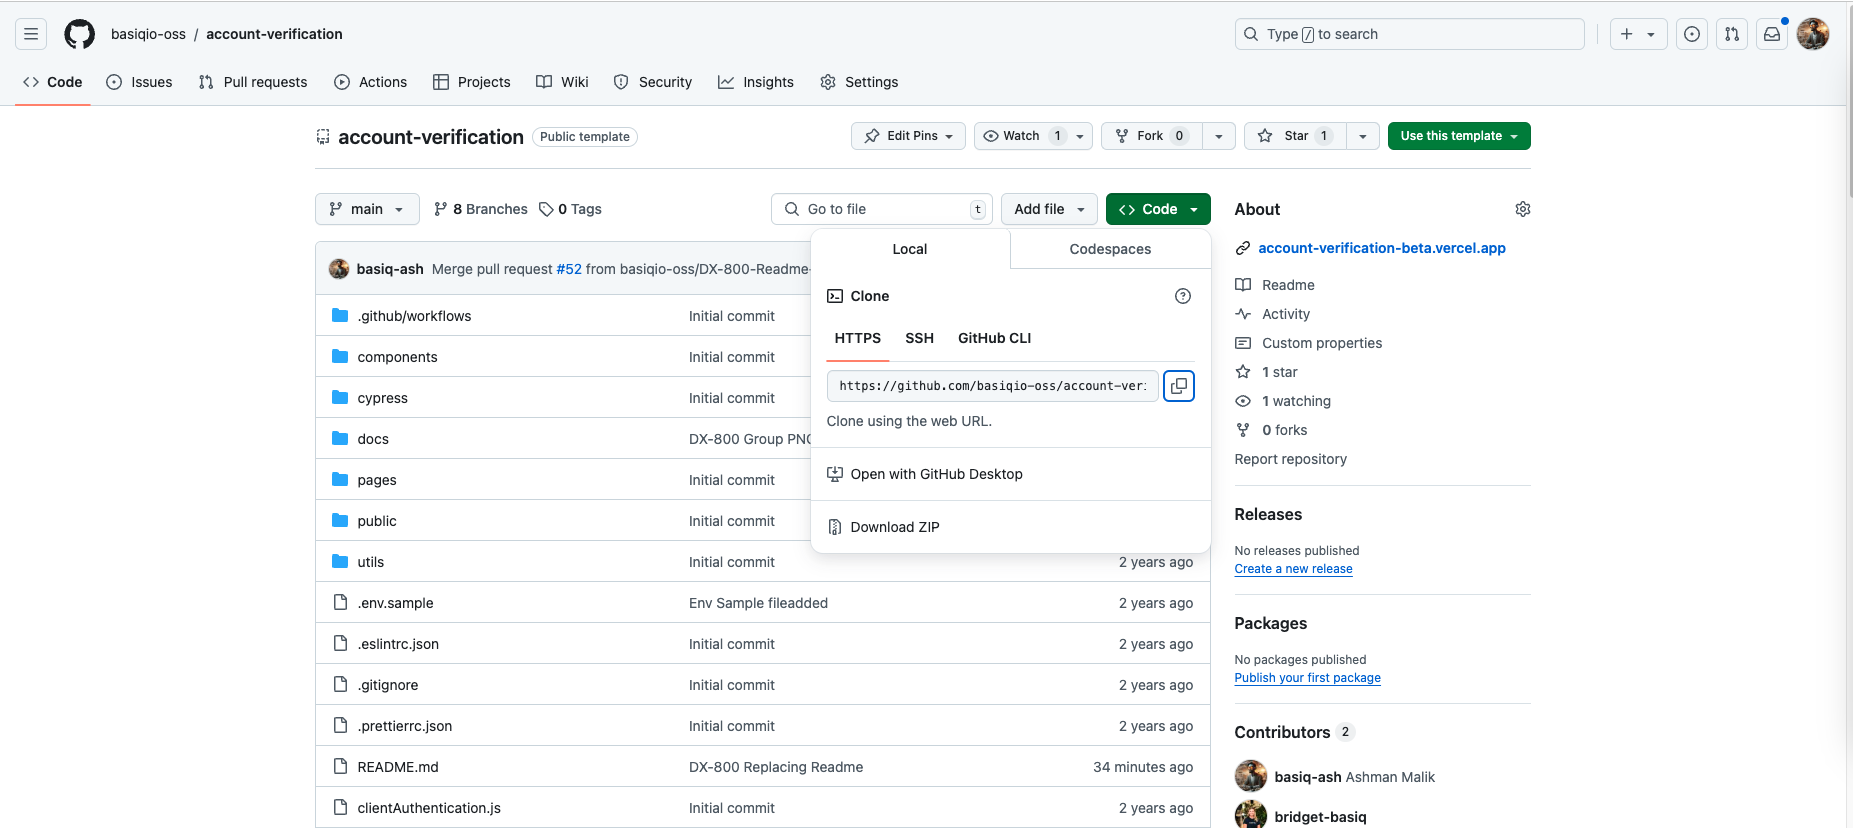 basiqio-oss / account-verification
Type / to search
Code Issues Pull requests Actions Projects Wiki Security Insights Settings
account-verification Public template
Edit Pins Watch 1 Fork 0 Star 1 Use this template
main 8 Branches 0 Tags Go to file t Add file Code
Local Codespaces
Clone
HTTPS SSH GitHub CLI
https://github.com/basiqio-oss/account-ver
Clone using the web URL.
Open with GitHub Desktop
Download ZIP
basiq-ash Merge pull request #52 from basiqio-oss/DX-800-Readme-
.github/workflows Initial commit
components Initial commit
cypress Initial commit
docs DX-800 Group PNG
pages Initial commit
public Initial commit
utils Initial commit 2 years ago
.env.sample Env Sample fileadded 2 years ago
.eslintrc.json Initial commit 2 years ago
.gitignore Initial commit 2 years ago
.prettierrc.json Initial commit 2 years ago
README.md DX-800 Replacing Readme 34 minutes ago
clientAuthentication.js Initial commit 2 years ago
About
account-verification-beta.vercel.app
Readme
Activity
Custom properties
1 star
1 watching
0 forks
Report repository
Releases
No releases published
Create a new release
Packages
No packages published
Publish your first package
Contributors 2
basiq-ash Ashman Malik
bridget-basiq